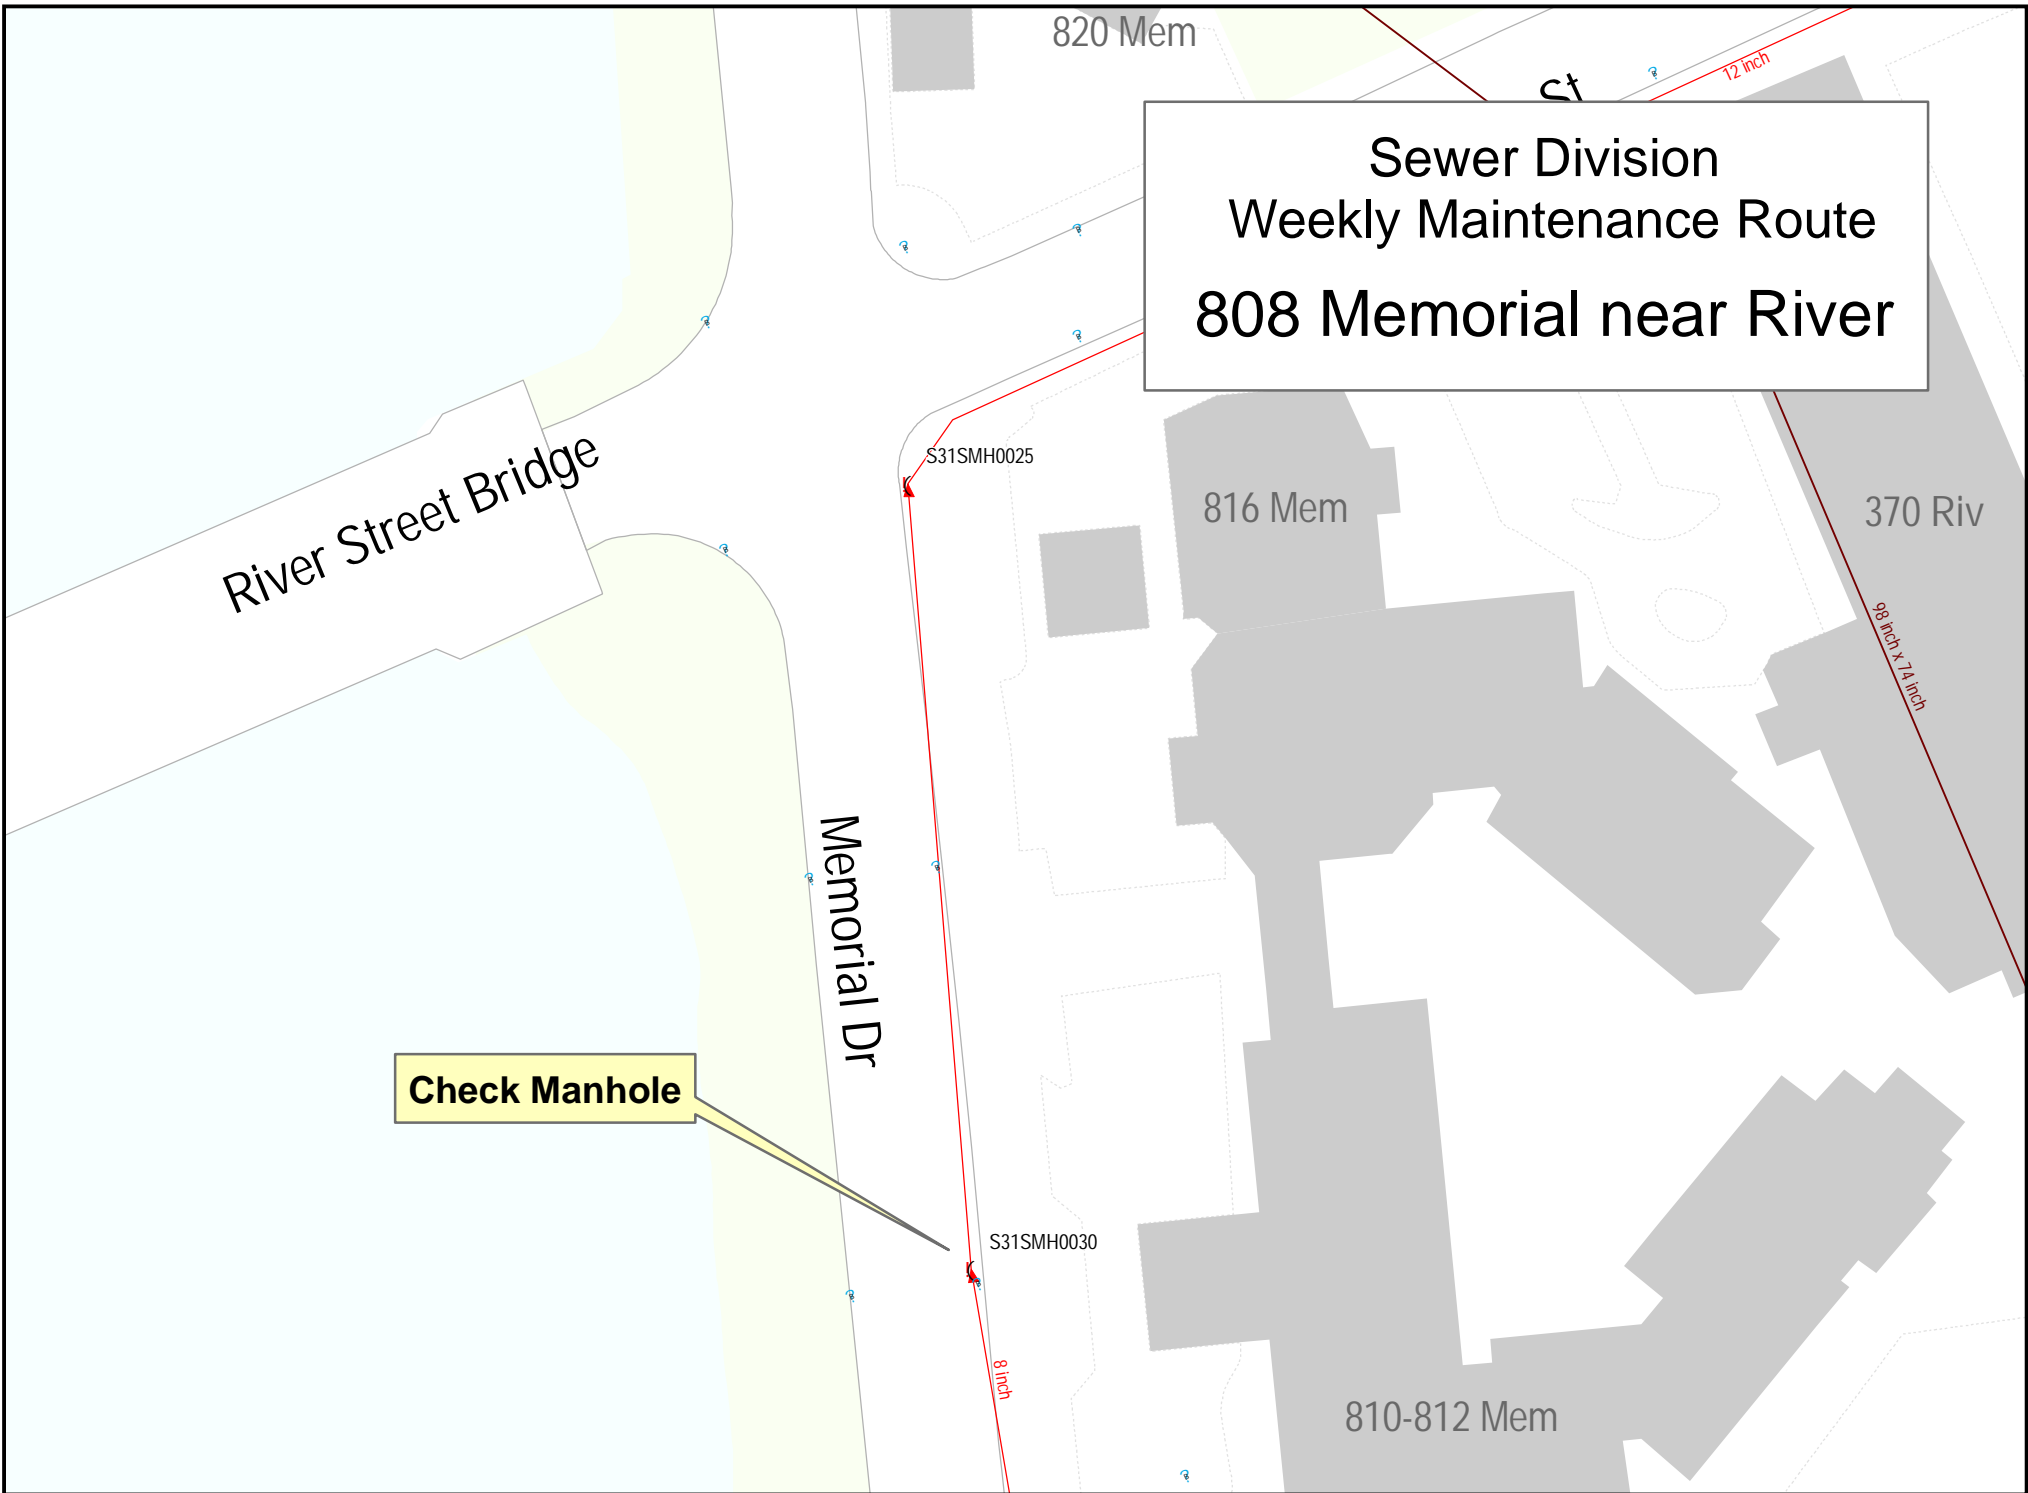 820 Mem
12 inch
St
Sewer Division
Weekly Maintenance Route
808 Memorial near River
S31SMH0025
816 Mem
370 Riv
River Street Bridge
98 inch x 74 inch
Memorial Dr
Check Manhole
S31SMH0030
8 inch
810-812 Mem